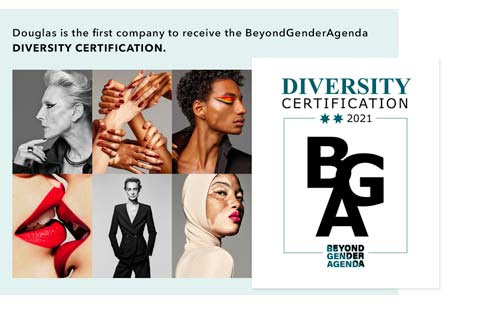 Douglas is the first company to receive the BeyondGenderAgenda
DIVERSITY CERTIFICATION.
DIVERSITY
CERTIFICATION
2021
BGA
BEYOND
GENDER
AGENDA